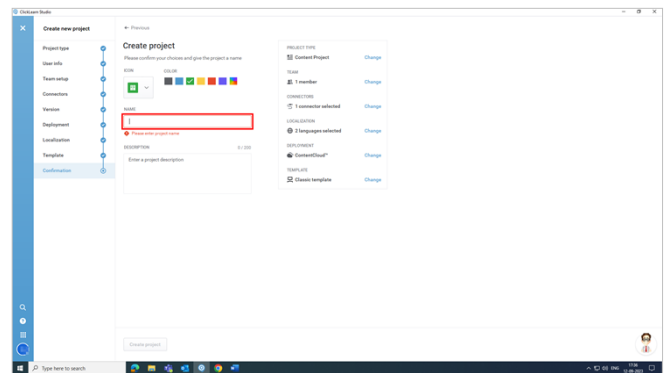 ClickLearn Studio
Create new project
Project type
User info
Team setup
Connectors
Version
Deployment
Localization
Template
Confirmation
Previous
Create project
Please confirm your choices and give the project a name
ICON
COLOR
NAME
Please enter project name
DESCRIPTION
Enter a project description
PROJECT TYPE
Content Project
Change
TEAM
1 member
Change
CONNECTORS
1 connector selected
Change
LOCALIZATION
2 languages selected
Change
DEPLOYMENT
ContentCloud™
Change
TEMPLATE
Classic template
Change
Create project
Type here to search
ENG